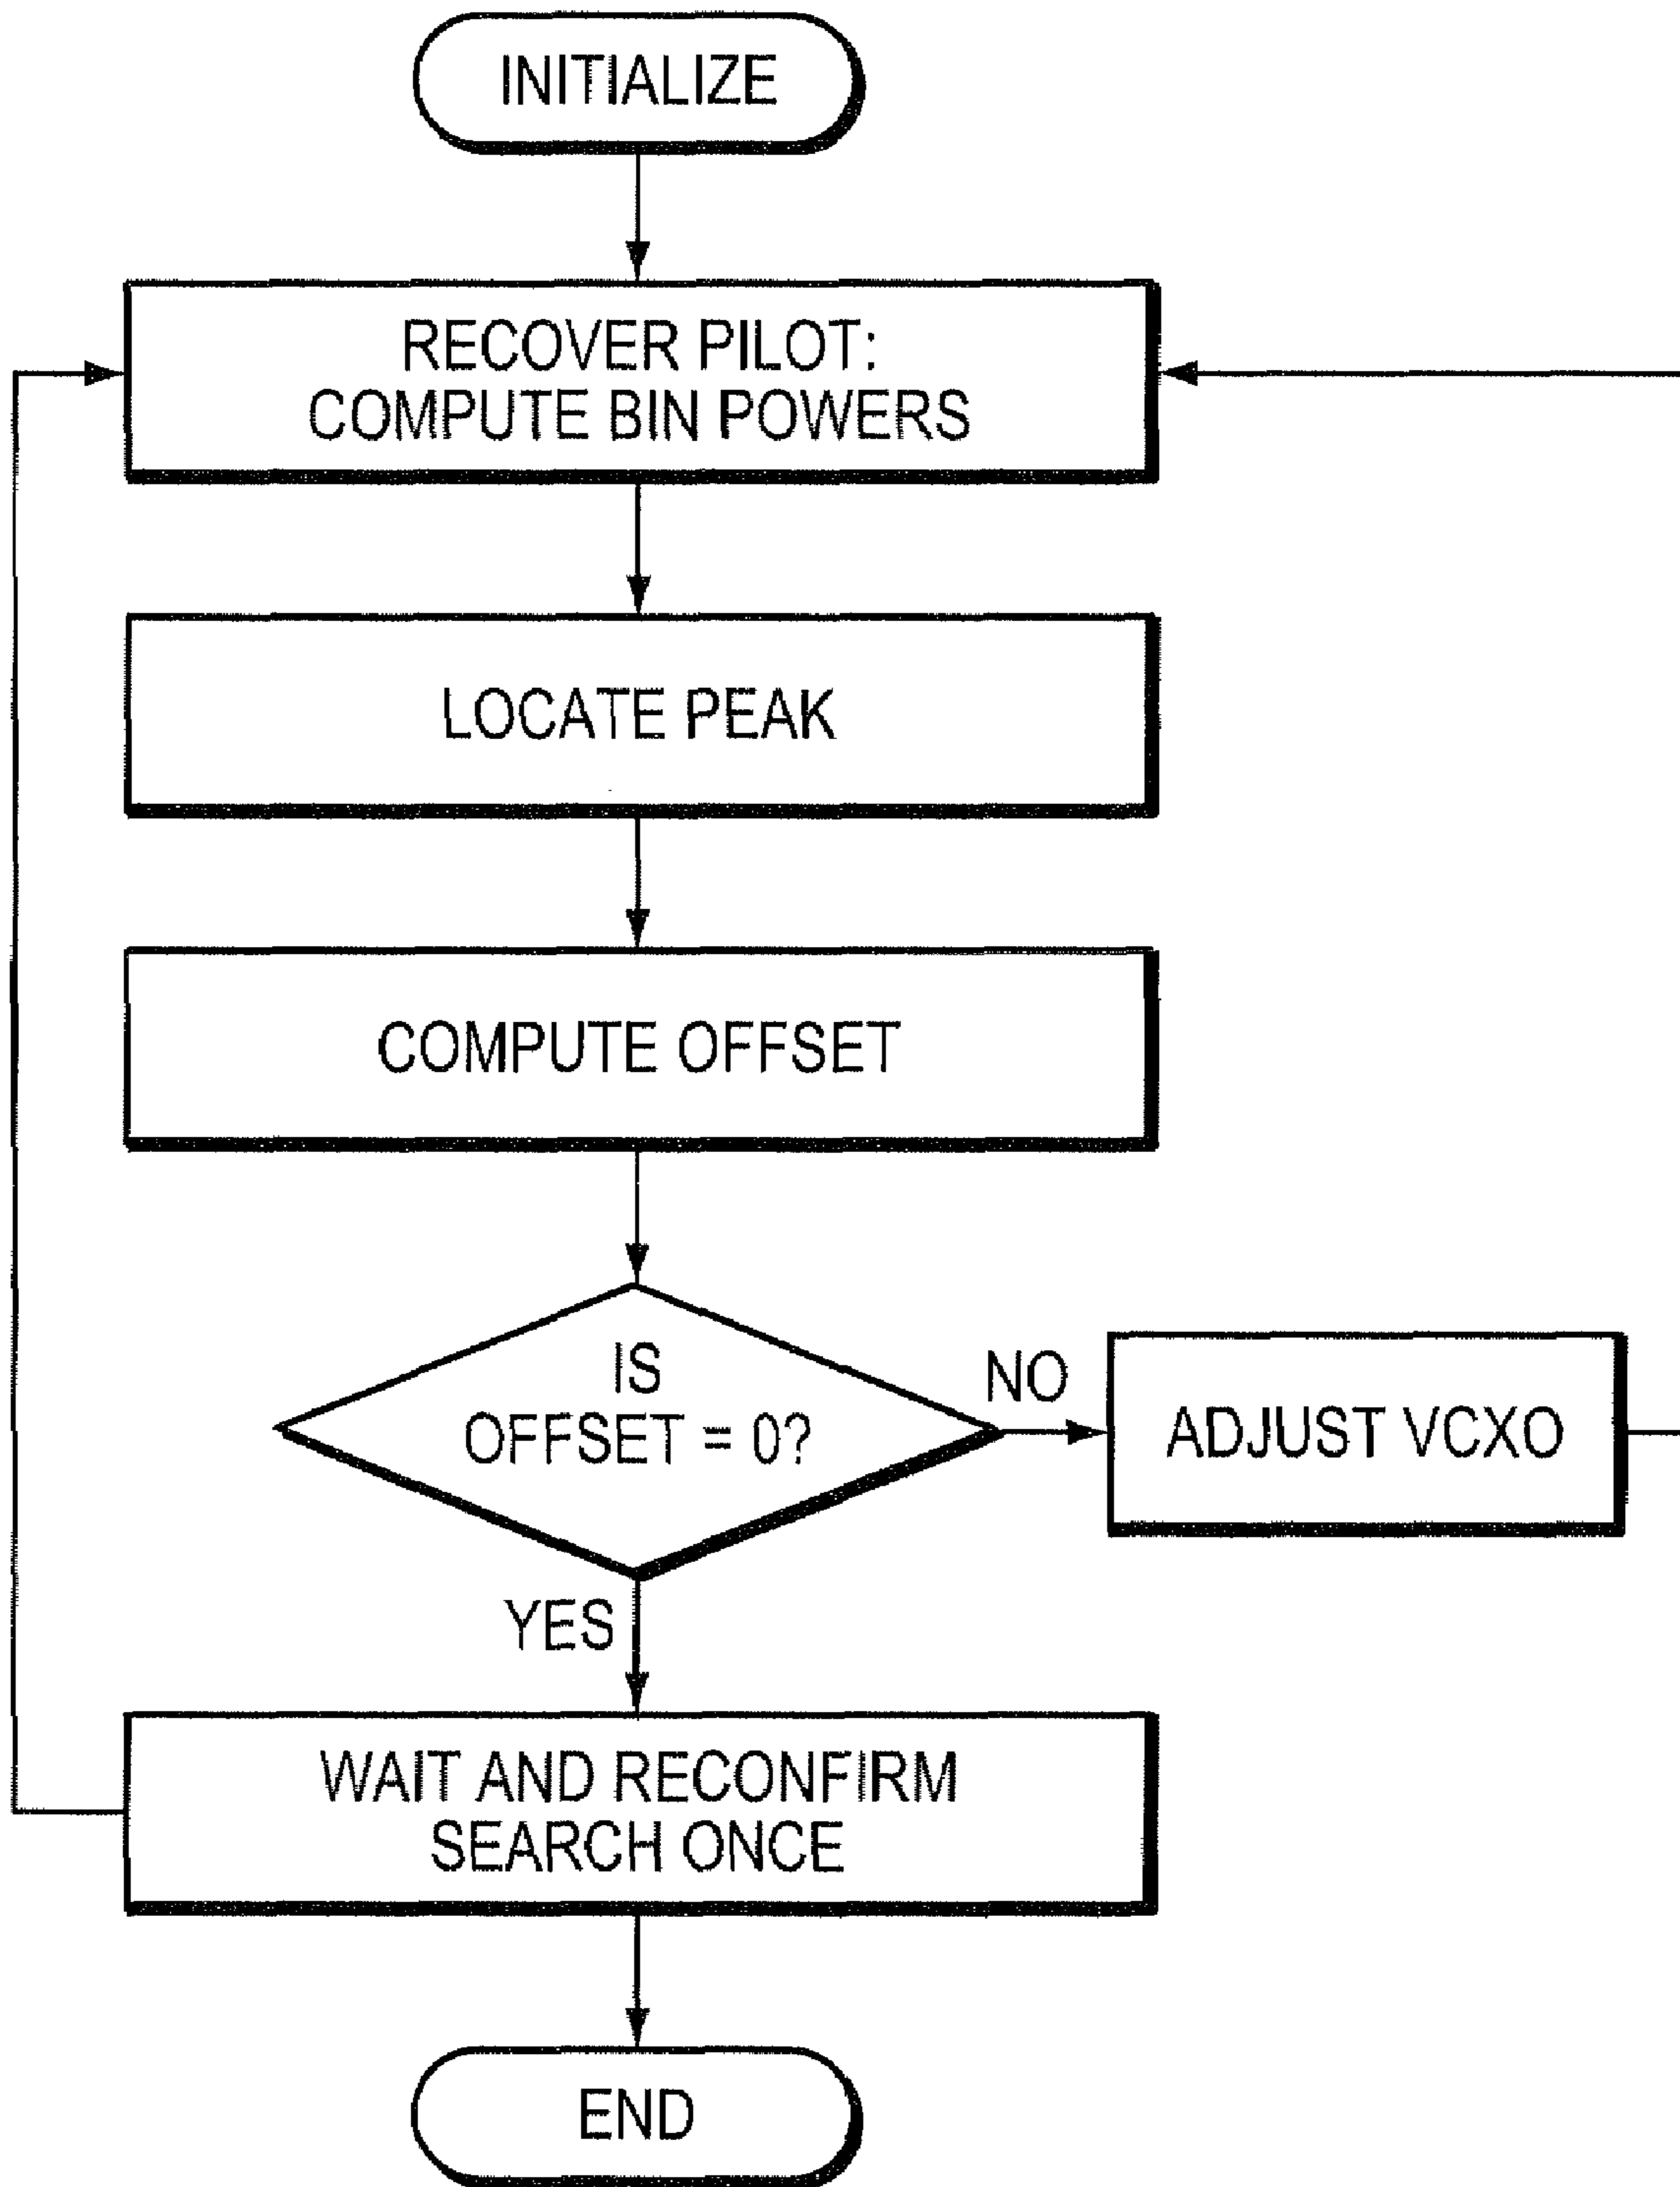 INITIALIZE
RECOVER PILOT:
COMPUTE BIN POWERS
LOCATE PEAK
COMPUTE OFFSET
IS
OFFSET = 0?
NO
ADJUST VCXO
YES
WAIT AND RECONFIRM
SEARCH ONCE
END